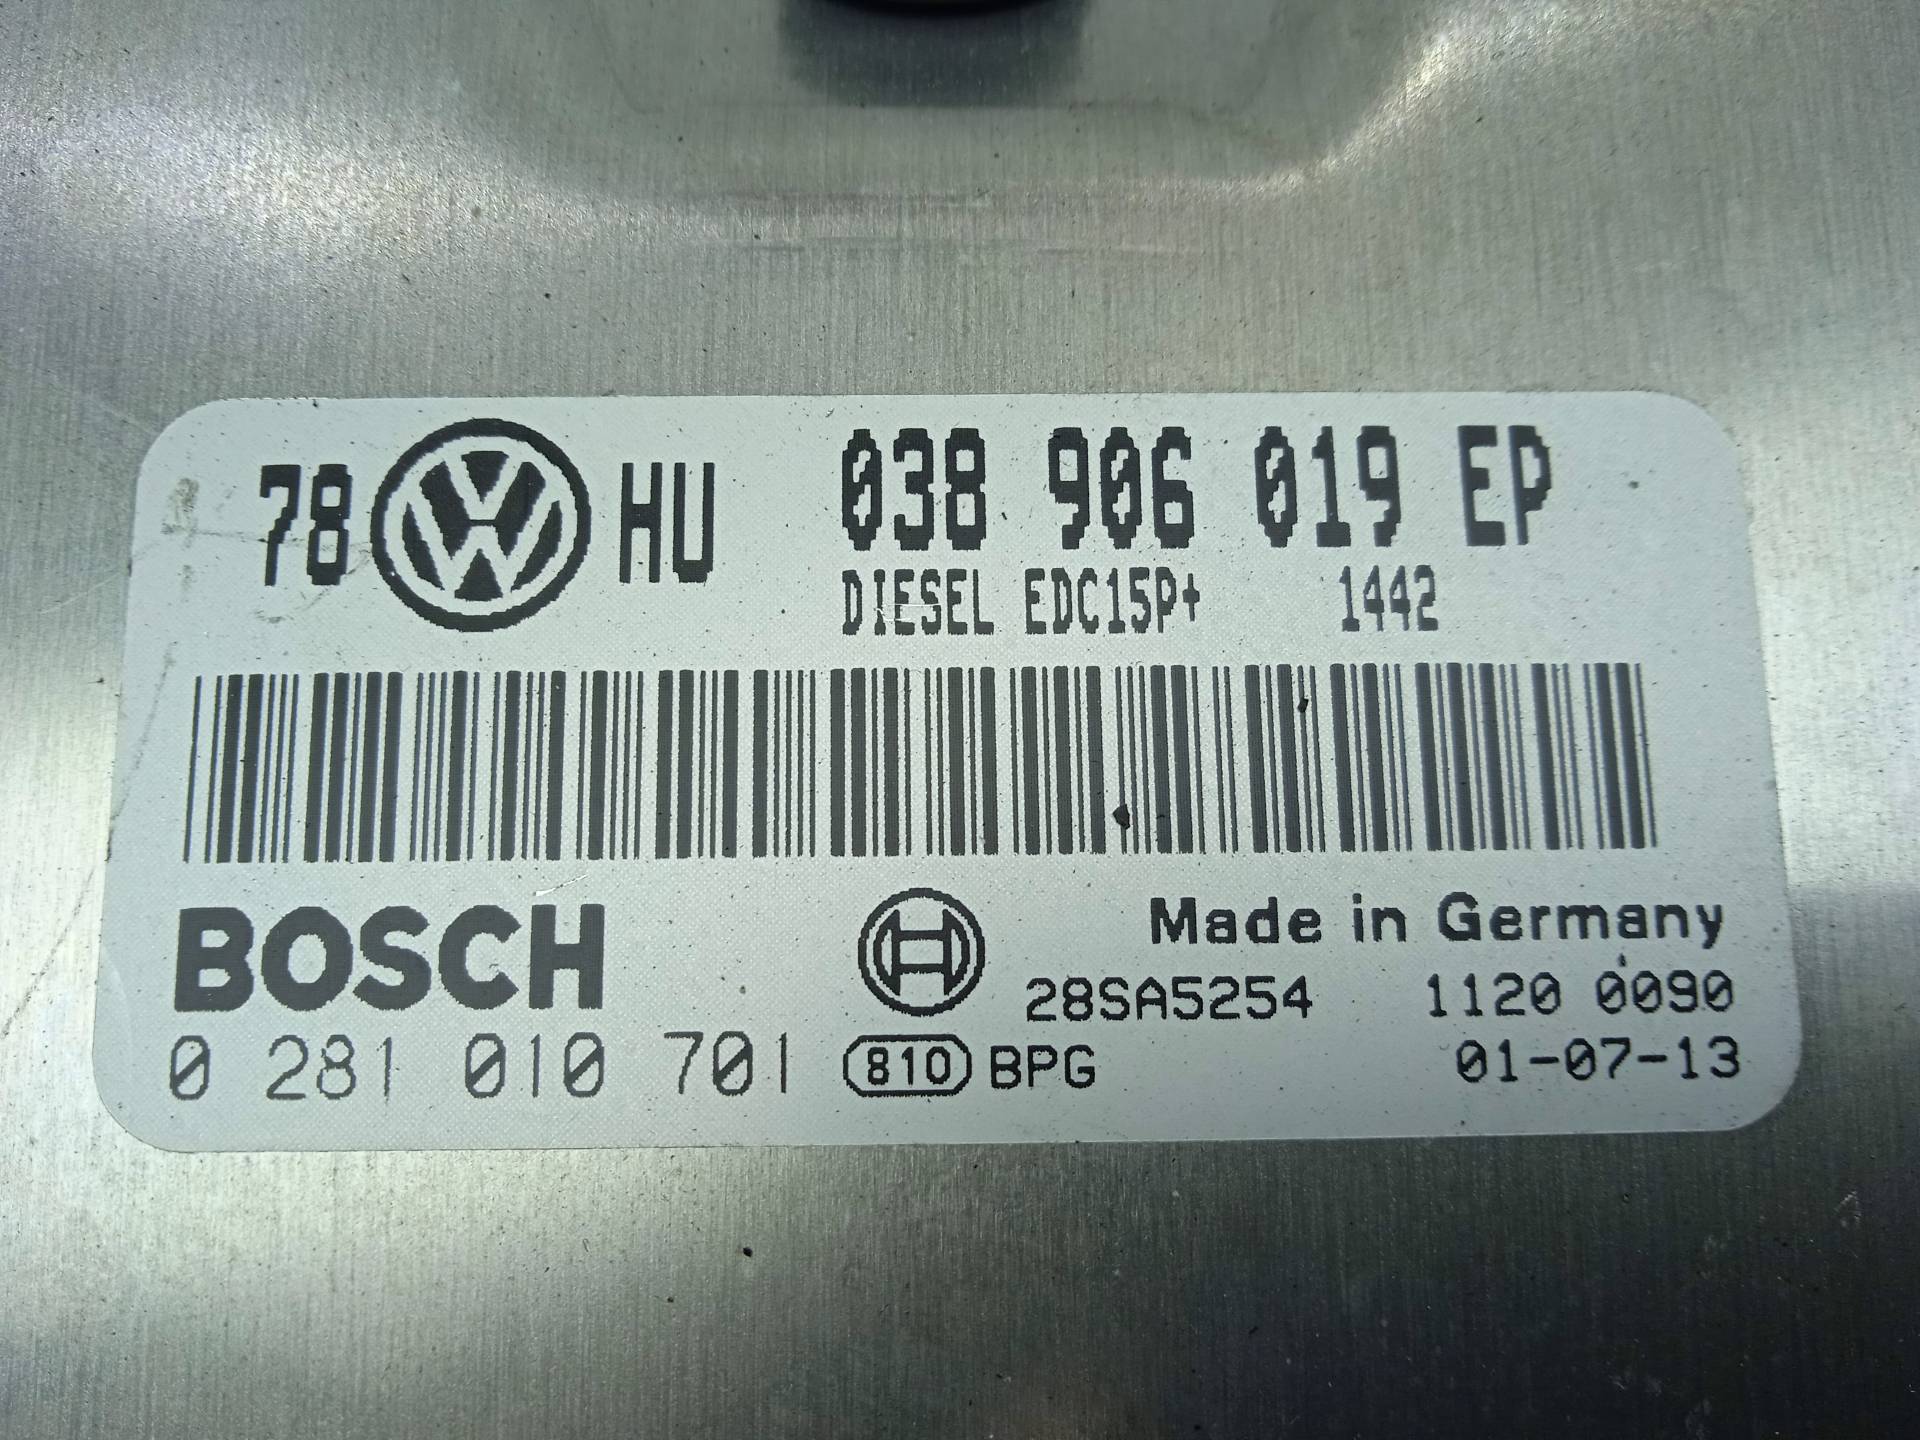 78 VW HU 038 906 019 EP
DIESEL EDC15P+ 1442
BOSCH Made in Germany
28SA5254 1120 0090
0 281 010 701 810 BPG 01-07-13